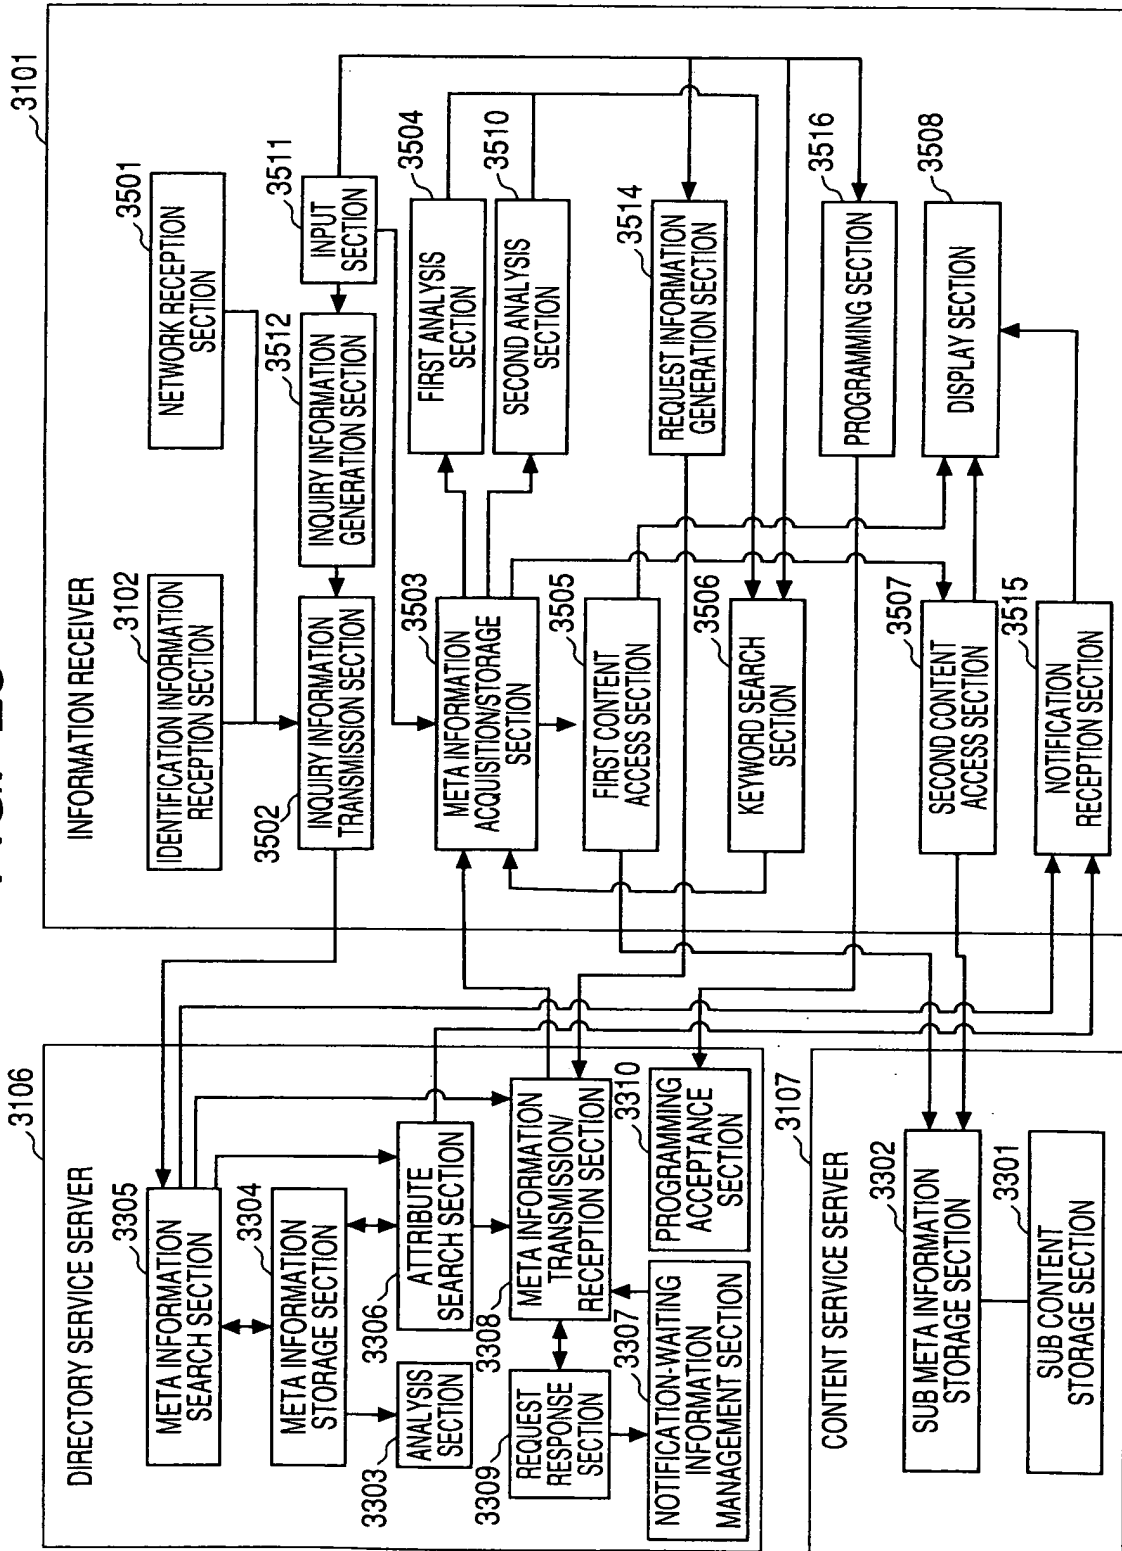 DIRECTORY SERVICE SERVER
3106
3305
META INFORMATION
SEARCH SECTION
3304
META INFORMATION
STORAGE SECTION
3303
ANALYSIS
SECTION
3306
ATTRIBUTE
SEARCH SECTION
3309
REQUEST
RESPONSE
SECTION
3308
META INFORMATION
TRANSMISSION/
RECEPTION SECTION
3307
NOTIFICATION-WAITING
INFORMATION
MANAGEMENT SECTION
3310
PROGRAMMING
ACCEPTANCE
SECTION
CONTENT SERVICE SERVER
3107
3302
SUB META INFORMATION
STORAGE SECTION
3301
SUB CONTENT
STORAGE SECTION
INFORMATION RECEIVER
3101
3102
IDENTIFICATION INFORMATION
RECEPTION SECTION
3501
NETWORK RECEPTION
SECTION
3502
INQUIRY INFORMATION
TRANSMISSION SECTION
3512
INQUIRY INFORMATION
GENERATION SECTION
3511
INPUT
SECTION
3503
META INFORMATION
ACQUISITION/STORAGE
SECTION
3504
FIRST ANALYSIS
SECTION
3510
SECOND ANALYSIS
SECTION
3505
FIRST CONTENT
ACCESS SECTION
3514
REQUEST INFORMATION
GENERATION SECTION
3506
KEYWORD SEARCH
SECTION
3516
PROGRAMMING SECTION
3507
SECOND CONTENT
ACCESS SECTION
3508
DISPLAY SECTION
3515
NOTIFICATION
RECEPTION SECTION